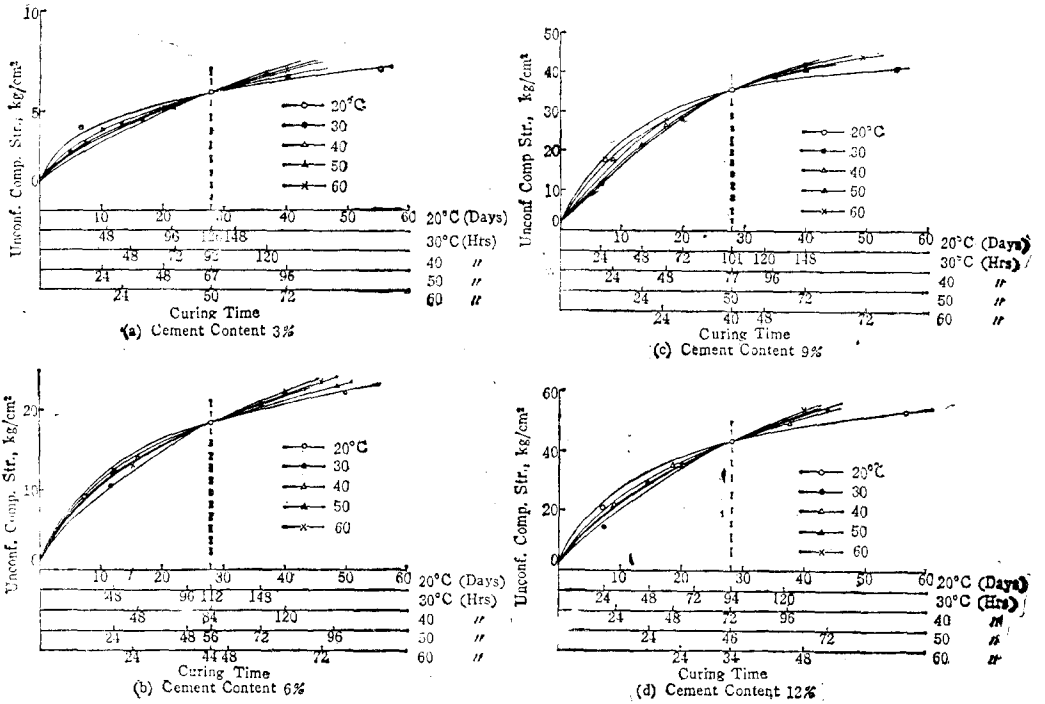 10
5
0
Unconf. Comp. Str., kg/cm²
20°C
30
40
50
60
10 20 30 40 50 60 20°C (Days)
48 96 148 30°C (Hrs)
48 72 120 40 〃
24 48 67 96 50 〃
24 50 72 60 〃
Curing Time
(a) Cement Content 3%
50
40
30
20
10
0
Unconf. Comp Str., kg/cm²
20°C
30
40
50
60
10 20 30 40 50 60 20°C (Days)
24 48 72 101 120 148 30°C (Hrs)
24 48 77 96 40 〃
24 50 72 50 〃
24 40 48 72 60 〃
Curing Time
(c) Cement Content 9%
20
10
0
Unconf. Comp. Str., kg/cm²
20°C
30
40
50
60
10 20 30 40 50 60 20°C (Days)
48 96 112 148 30°C (Hrs)
48 84 120 40 〃
24 48 56 72 96 50 〃
24 44 48 72 60 〃
Curing Time
(b) Cement Content 6%
60
40
20
0
Unconf. Comp. Str., kg/cm²
20°C
30
40
50
60
10 20 30 40 50 60 20°C (Days)
24 48 72 94 120 30°C (Hrs)
24 48 72 96 40 〃
24 46 72 50 〃
24 34 48 60 〃
Curing Time
(d) Cement Content 12%